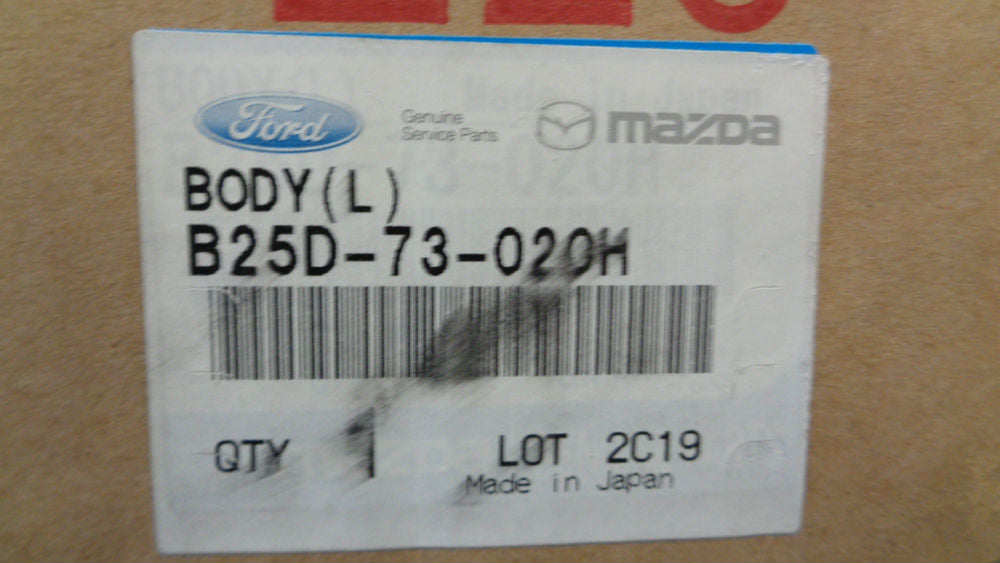 Ford
Genuine
Service Parts
mazda
BODY(L)
B25D-73-020H
QTY 1
LOT 2C19
Made in Japan